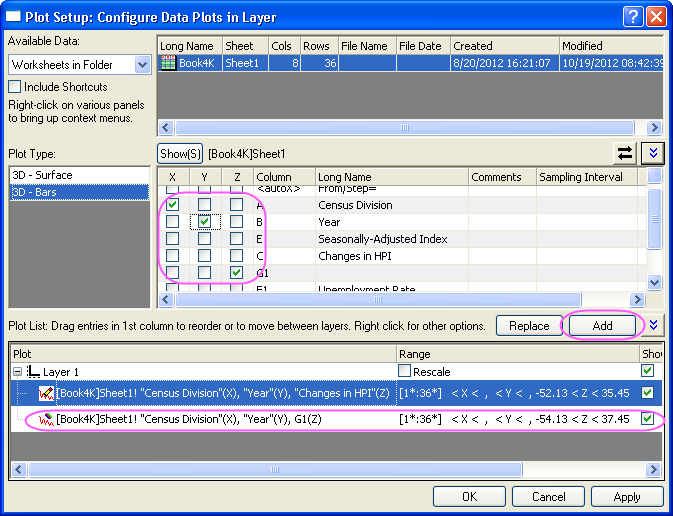 Plot Setup: Configure Data Plots in Layer
Available Data:
Worksheets in Folder
Include Shortcuts
Right-click on various panels
to bring up context menus.
Long Name Sheet Cols Rows File Name File Date Created Modified
Book4K Sheet1 8 36 8/20/2012 16:21:07 10/19/2012 08:42:39
Plot Type:
3D - Surface
3D - Bars
Show(S) [Book4K]Sheet1
X Y Z Column Long Name Comments Sampling Interval
<autoX> From/Step=
A Census Division
B Year
E Seasonally-Adjusted Index
C Changes in HPI
G1
F1 Unemployment Rate
Plot List: Drag entries in 1st column to reorder or to move between layers. Right click for other options.
Replace Add
Plot Range Sho
Layer 1 Rescale
[Book4K]Sheet1! "Census Division"(X), "Year"(Y), "Changes in HPI"(Z) [1*:36*] < X < , < Y < , -52.13 < Z < 35.45
[Book4K]Sheet1! "Census Division"(X), "Year"(Y), G1(Z) [1*:36*] < X < , < Y < , -54.13 < Z < 37.45
OK Cancel Apply